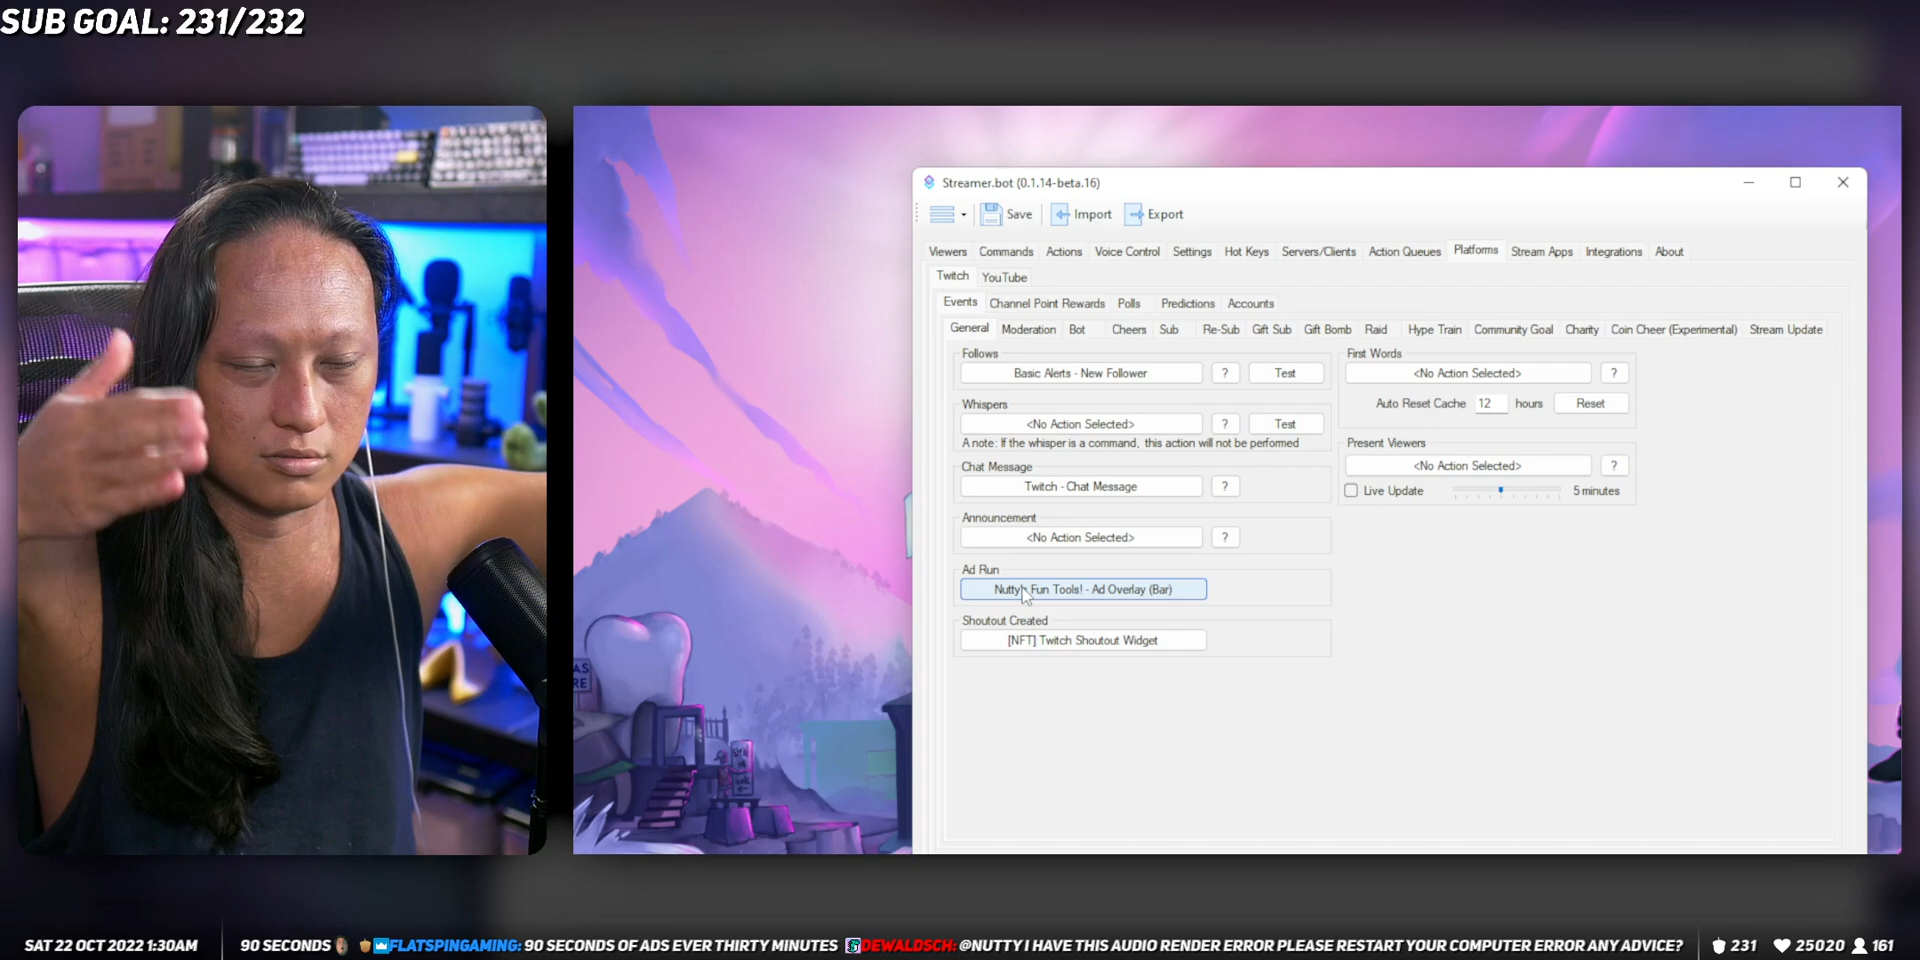 SUB GOAL: 231/232
Streamer.bot (0.1.14-beta.16)
Save Import Export
Viewers Commands Actions Voice Control Settings Hot Keys Servers/Clients Action Queues Platforms Stream Apps Integrations About
Twitch YouTube
Events Channel Point Rewards Polls Predictions Accounts
General Moderation Bot Cheers Sub Re-Sub Gift Sub Gift Bomb Raid Hype Train Community Goal Charity Coin Cheer (Experimental) Stream Update
Follows
Basic Alerts - New Follower ? Test
First Words
<No Action Selected> ?
Auto Reset Cache 12 hours Reset
Whispers
<No Action Selected> ? Test
A note: If the whisper is a command, this action will not be performed
Present Viewers
<No Action Selected> ?
Live Update 5 minutes
Chat Message
Twitch - Chat Message ?
Announcement
<No Action Selected> ?
Ad Run
Nutty's Fun Tools! - Ad Overlay (Bar)
Shoutout Created
[NFT] Twitch Shoutout Widget
SAT 22 OCT 2022 1:30AM 90 SECONDS FLATSPINGAMING: 90 SECONDS OF ADS EVER THIRTY MINUTES DEWALDSCH: @NUTTY I HAVE THIS AUDIO RENDER ERROR PLEASE RESTART YOUR COMPUTER ERROR ANY ADVICE? 231 25020 161